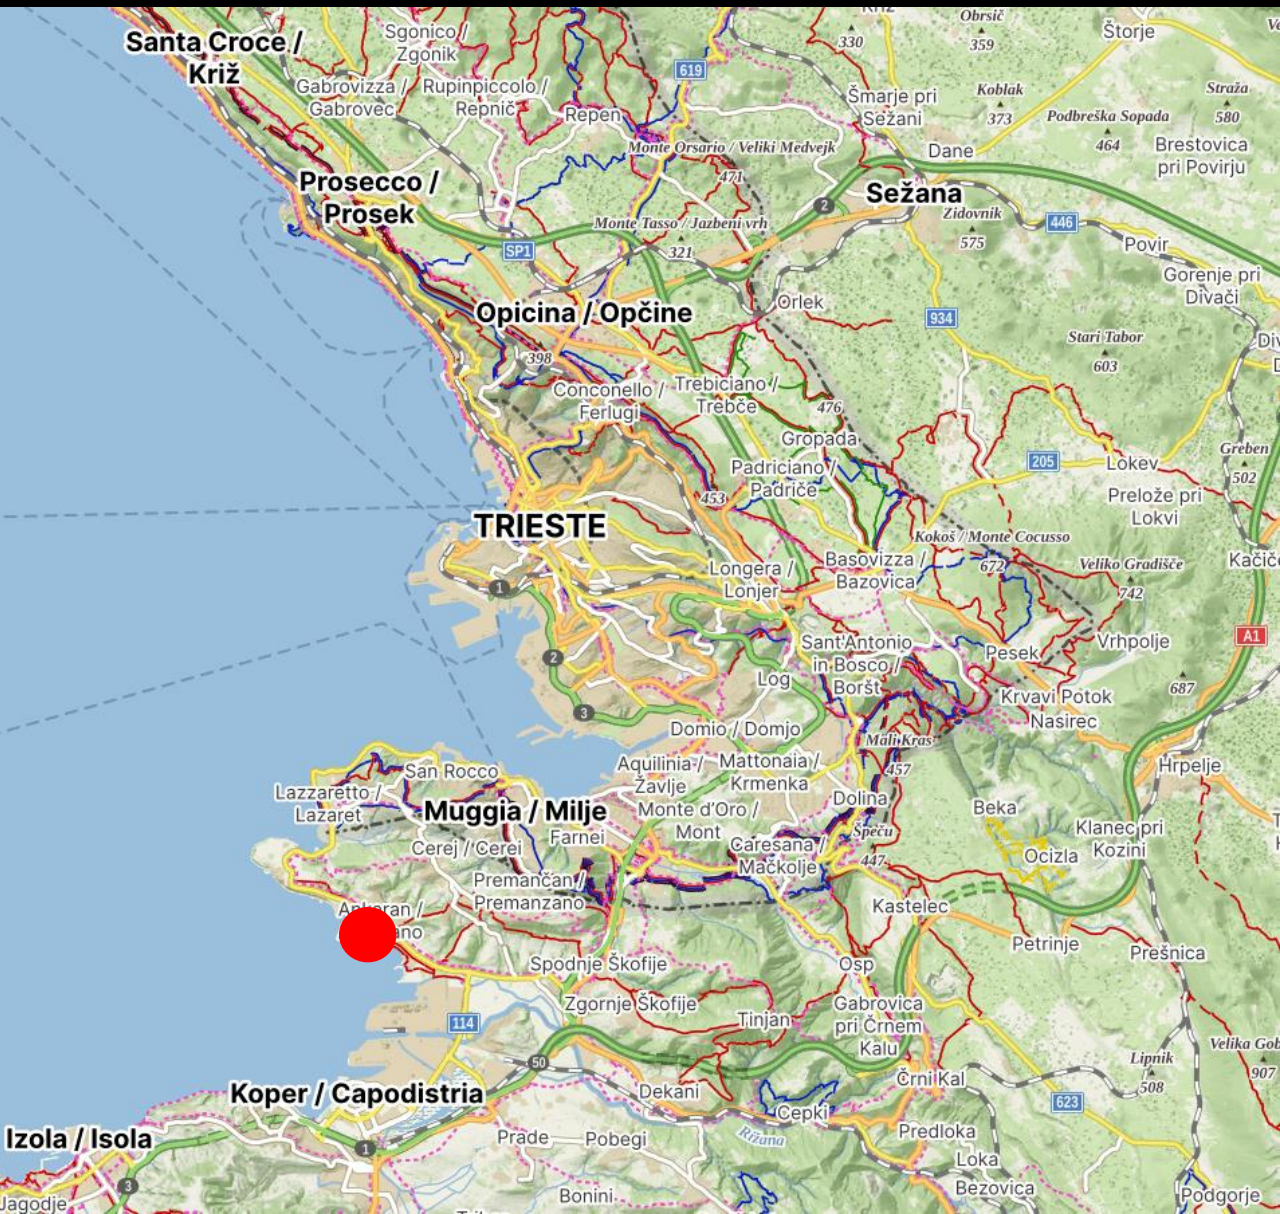 Santa Croce /
Križ
Sgonico /
Zgonik
619
330
Obrsič
359
Štorje
Gabrovizza /
Gabrovec
Rupinpiccolo /
Repnič
Repen
Šmarje pri
Sežani
Koblak
373
Podbreška Sopada
464
Straža
580
Monte Orsario / Veliki Medvejk
471
Dane
Brestovica
pri Povirju
Prosecco /
Prosek
2
Sežana
Zidovnik
575
446
Monte Tasso / Jazbeni vrh
321
SP1
Povir
Gorenje pri
Divači
Opicina / Opčine
Orlek
934
Stari Tabor
603
398
Conconello /
Ferlugi
Trebiciano /
Trebče
476
Gropada
Padriciano /
Padriče
453
205
Lokev
Greben
502
Prelože pri
Lokvi
TRIESTE
Kokoš / Monte Cocusso
672
Basovizza /
Bazovica
Veliko Gradišče
742
Longera /
Lonjer
1
A1
2
Sant'Antonio
in Bosco /
Boršt
Pesek
Vrhpolje
Log
687
3
Krvavi Potok
Nasirec
Domio / Domjo
Mali Kras
457
Hrpelje
San Rocco
Aquilinia /
Žavlje
Mattonaia /
Krmenka
Lazzaretto /
Lazaret
Muggia / Milje
Monte d'Oro /
Mont
Dolina
Beka
Farnei
Cerej / Cerei
Caresana /
Mačkolje
Špeču
447
Klanec pri
Kozini
Ocizla
Premančan /
Premanzano
Kastelec
Petrinje
Prešnica
Spodnje Škofije
Osp
Zgornje Škofije
Tinjan
Gabrovica
pri Črnem
Kalu
114
50
Lipnik
508
907
Koper / Capodistria
Dekani
Črni Kal
623
Cepki
Rižana
Izola / Isola
1
Prade
Pobegi
Predloka
Loka
Bezovica
3
Jagodje
Bonini
Podgorje